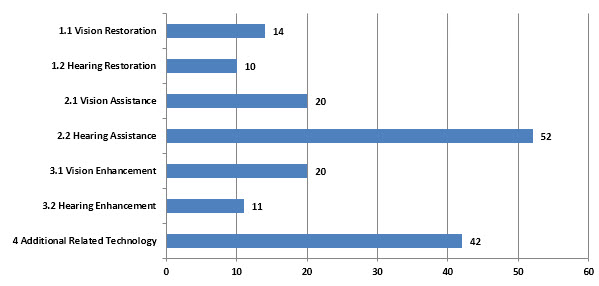 1.1 Vision Restoration 14
1.2 Hearing Restoration 10
2.1 Vision Assistance 20
2.2 Hearing Assistance 52
3.1 Vision Enhancement 20
3.2 Hearing Enhancement 11
4 Additional Related Technology 42
0 10 20 30 40 50 60